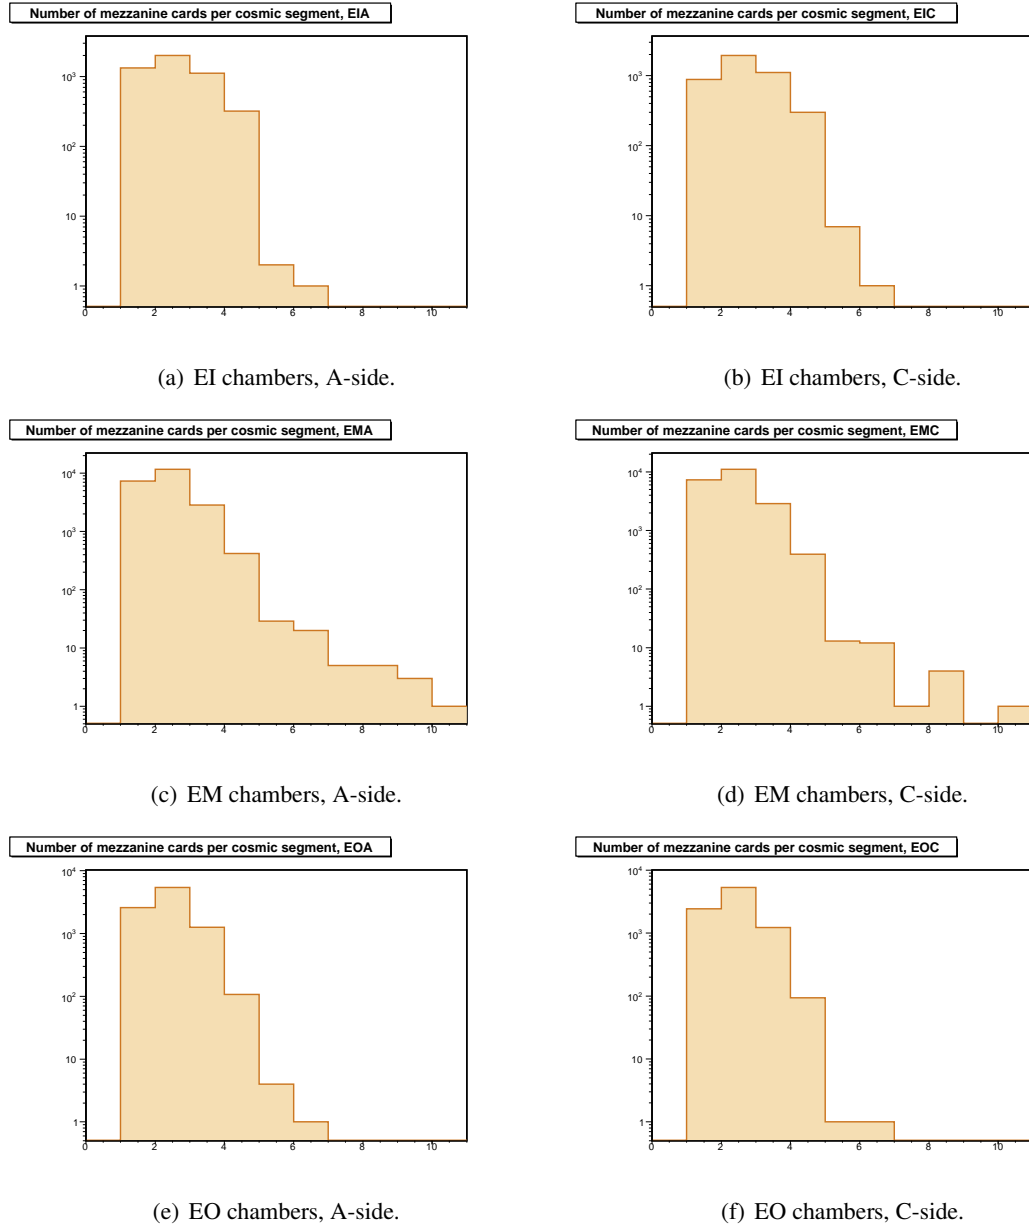 Number of mezzanine cards per cosmic segment, EIA
Number of mezzanine cards per cosmic segment, EIC
10³
10²
10
1
0 2 4 6 8 10
10³
10²
10
1
0 2 4 6 8 10
(a) EI chambers, A-side.
(b) EI chambers, C-side.
Number of mezzanine cards per cosmic segment, EMA
Number of mezzanine cards per cosmic segment, EMC
10⁴
10³
10²
10
1
0 2 4 6 8 10
10⁴
10³
10²
10
1
0 2 4 6 8 10
(c) EM chambers, A-side.
(d) EM chambers, C-side.
Number of mezzanine cards per cosmic segment, EOA
Number of mezzanine cards per cosmic segment, EOC
10⁴
10³
10²
10
1
0 2 4 6 8 10
10⁴
10³
10²
10
1
0 2 4 6 8 10
(e) EO chambers, A-side.
(f) EO chambers, C-side.